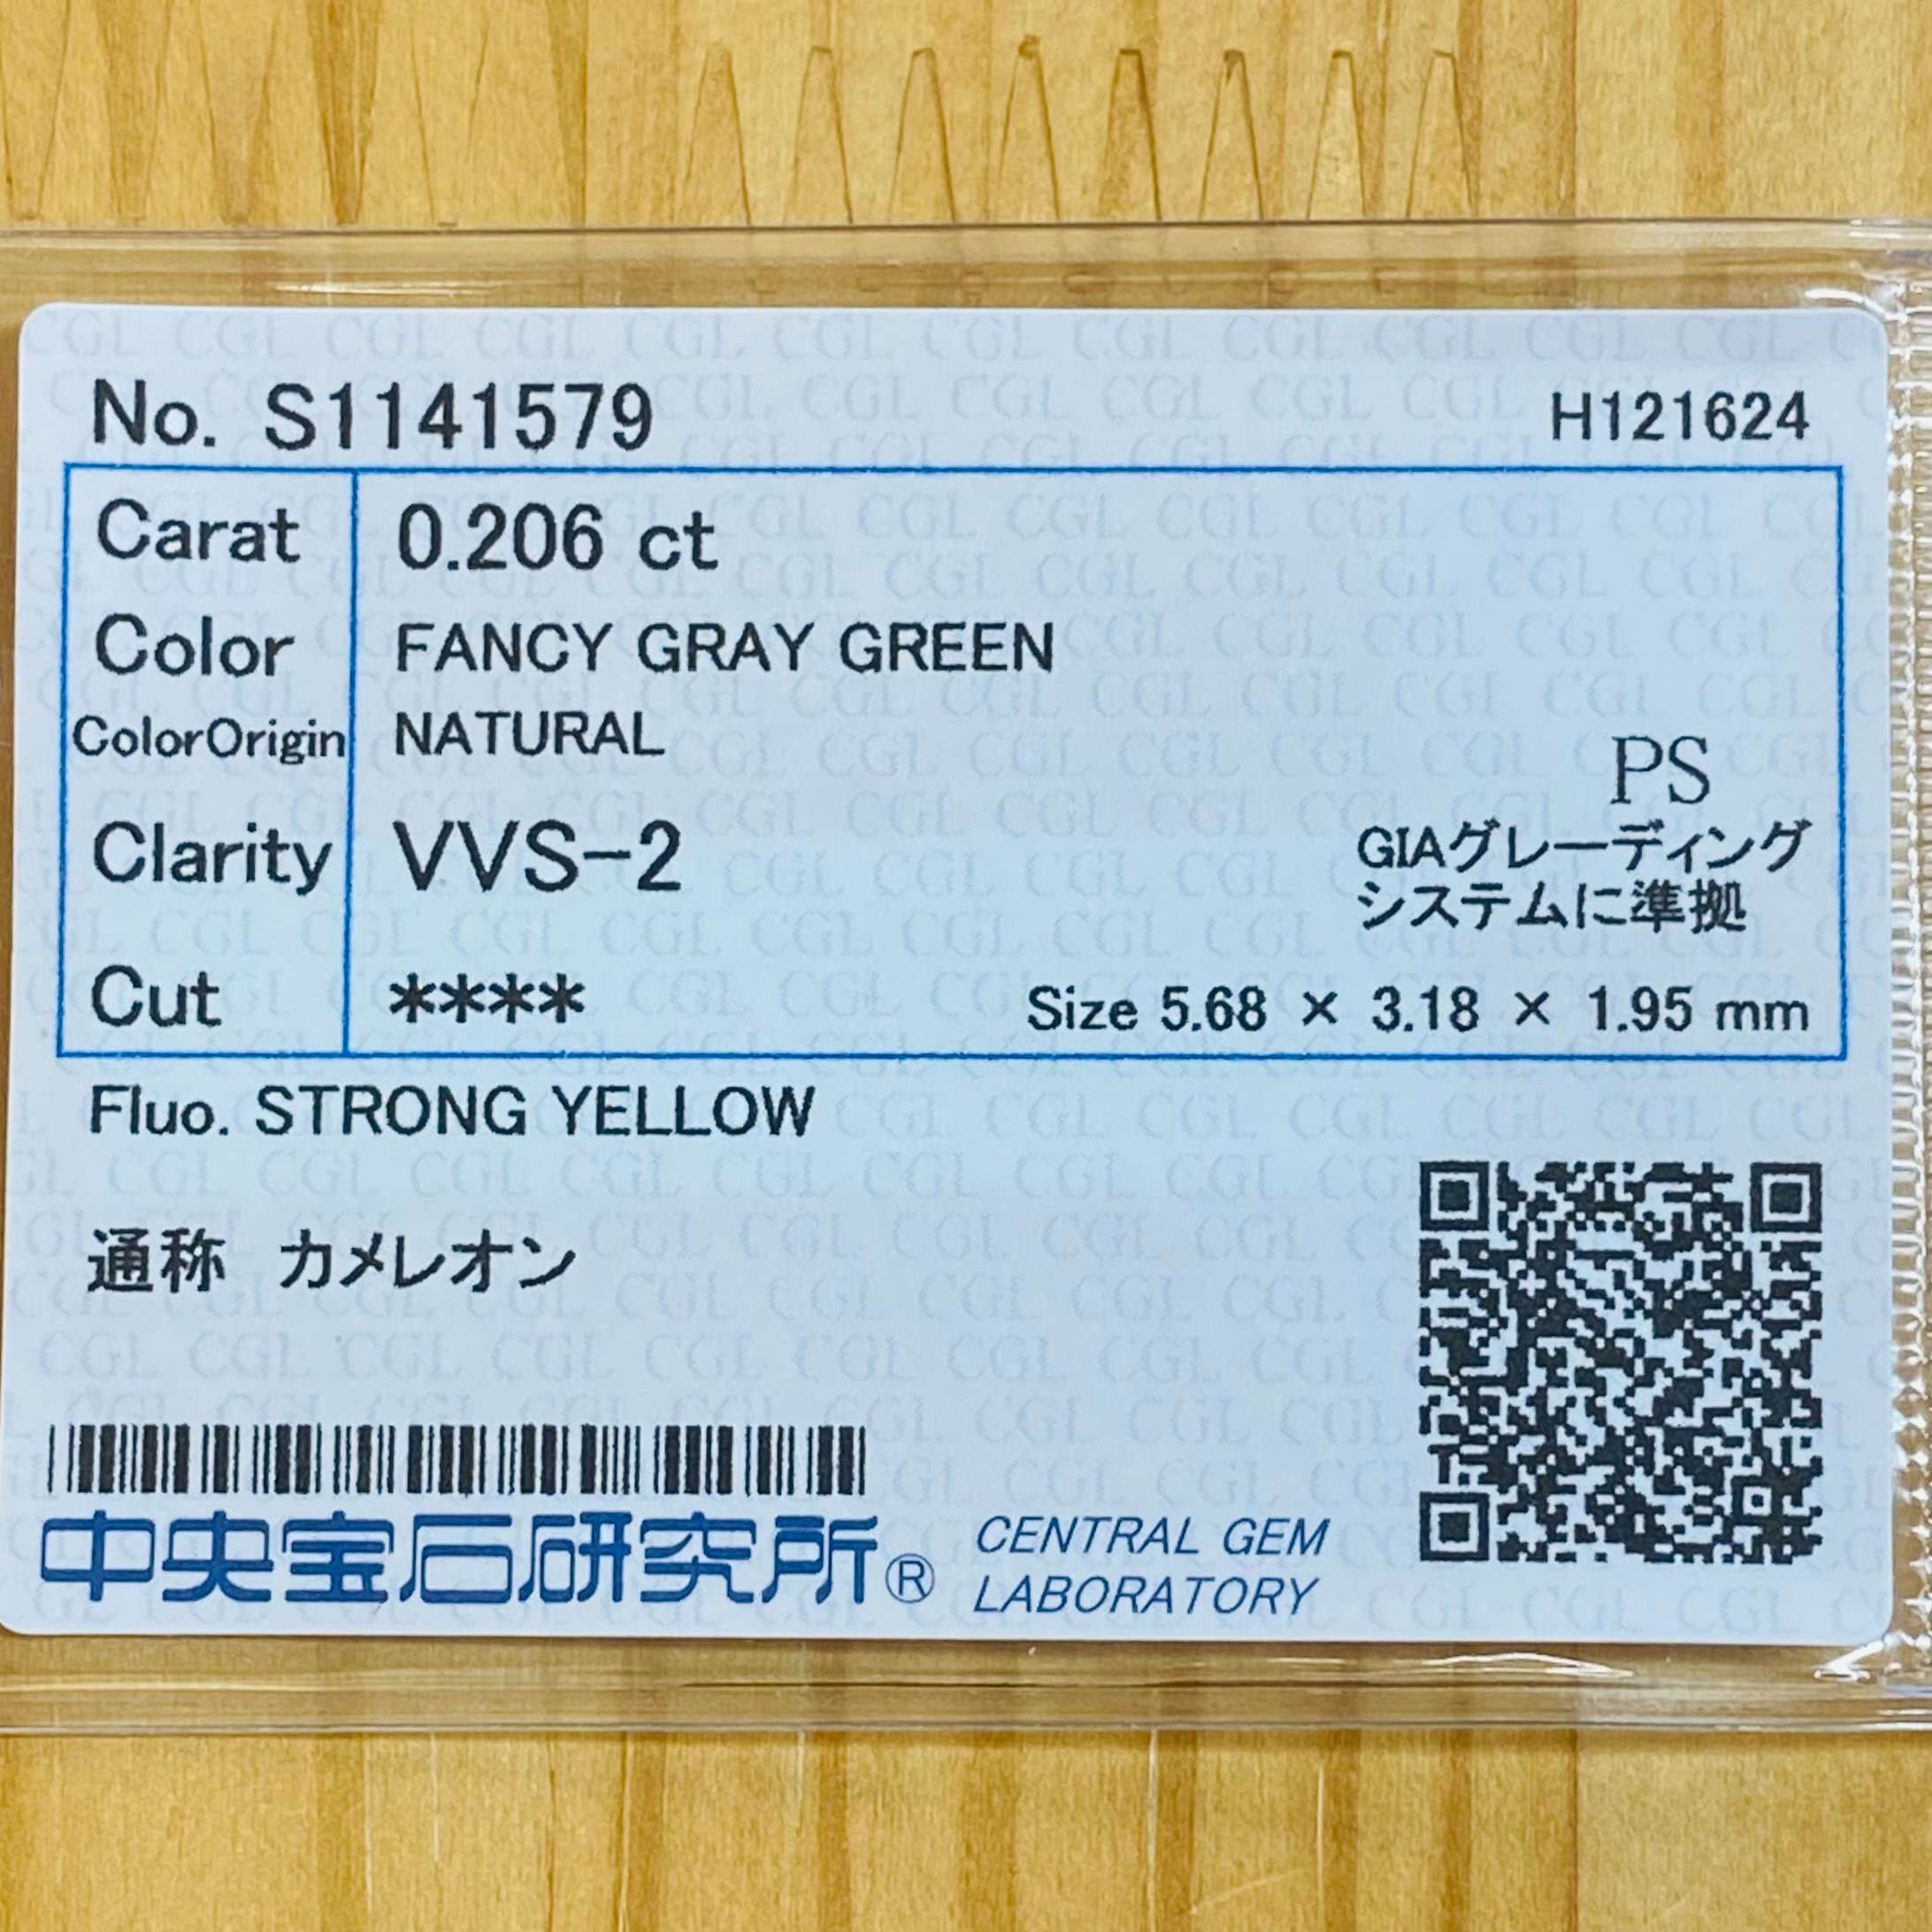 No. S1141579 H121624
Carat 0.206 ct
Color FANCY GRAY GREEN
ColorOrigin NATURAL
PS
Clarity VVS-2
GIAグレーディング
システムに準拠
Cut **** Size 5.68 × 3.18 × 1.95 mm
Fluo. STRONG YELLOW
通称 カメレオン
中央宝石研究所® CENTRAL GEM
LABORATORY